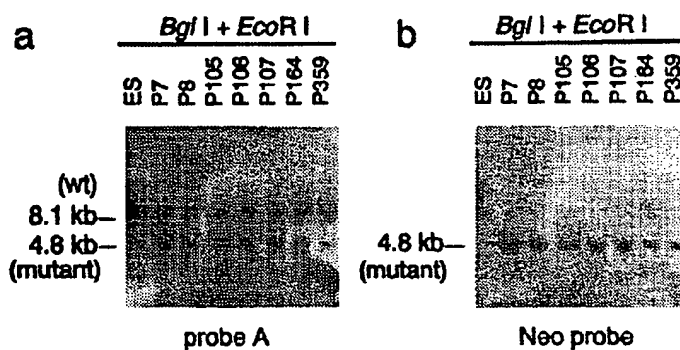 a
Bgl I + EcoR I
ES P7 P8 P105 P106 P107 P164 P359
(wt)
8.1 kb
4.8 kb
(mutant)
probe A
b
Bgl I + EcoR I
ES P7 P8 P105 P106 P107 P164 P359
4.8 kb
(mutant)
Neo probe